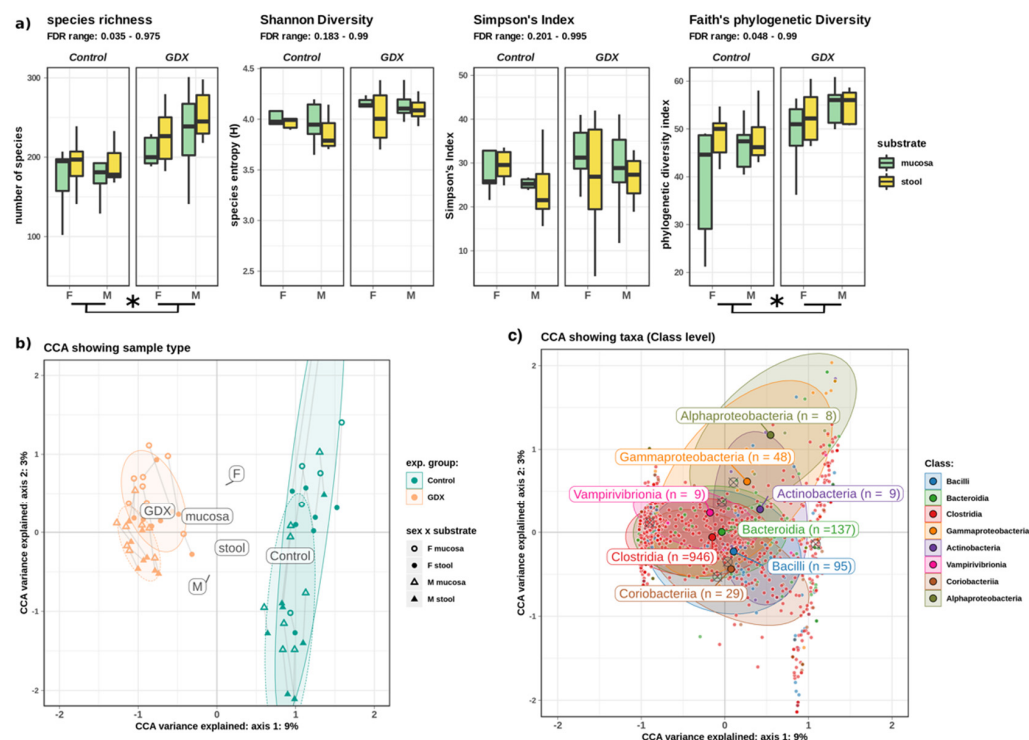 a)
species richness
FDR range: 0.035 - 0.975
Control
GDX
number of species
300
200
100
F
M
F
M
*
Shannon Diversity
FDR range: 0.183 - 0.99
Control
GDX
species entropy (H)
4.5
4.0
3.5
3.0
2.5
F
M
F
M
Simpson's Index
FDR range: 0.201 - 0.995
Control
GDX
Simpson's Index
50
40
30
20
10
0
F
M
F
M
Faith's phylogenetic Diversity
FDR range: 0.048 - 0.99
Control
GDX
phylogenetic diversity index
60
50
40
30
20
F
M
F
M
*
substrate
mucosa
stool
b)
CCA showing sample type
CCA variance explained: axis 2: 3%
2
1
0
-1
-2
F
GDX
mucosa
stool
Control
M
-2
-1
0
1
2
CCA variance explained: axis 1: 9%
exp. group:
Control
GDX
sex x substrate
F mucosa
F stool
M mucosa
M stool
c)
CCA showing taxa (Class level)
CCA variance explained: axis 2: 3%
2
1
0
-1
-2
Alphaproteobacteria (n = 8)
Gammaproteobacteria (n = 48)
Vampirivibrionia (n = 9)
Actinobacteria (n = 9)
Bacteroidia (n =137)
Clostridia (n =946)
Bacilli (n = 95)
Coriobacteriia (n = 29)
-2
-1
0
1
2
CCA variance explained: axis 1: 9%
Class:
Bacilli
Bacteroidia
Clostridia
Gammaproteobacteria
Actinobacteria
Vampirivibrionia
Coriobacteriia
Alphaproteobacteria